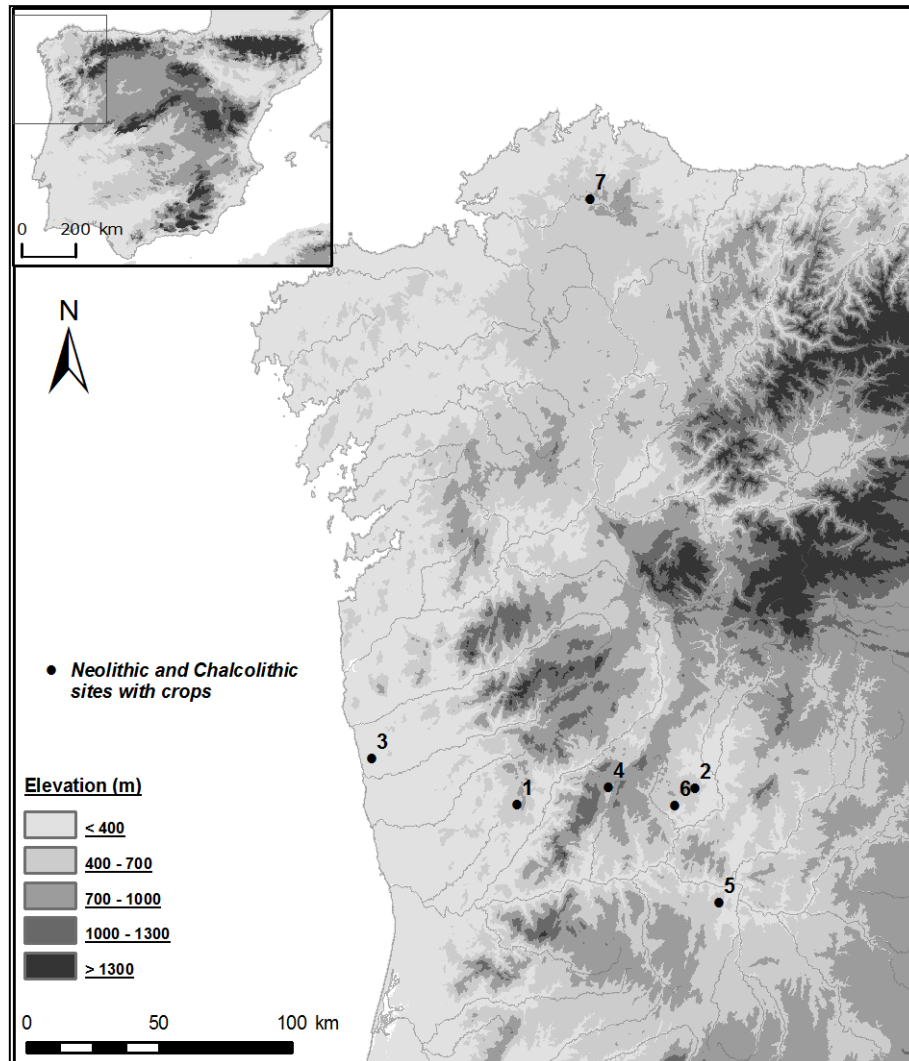 0 200 km
N
7
Neolithic and Chalcolithic
sites with crops
3
1
4
6
2
5
Elevation (m)
< 400
400 - 700
700 - 1000
1000 - 1300
> 1300
0 50 100 km